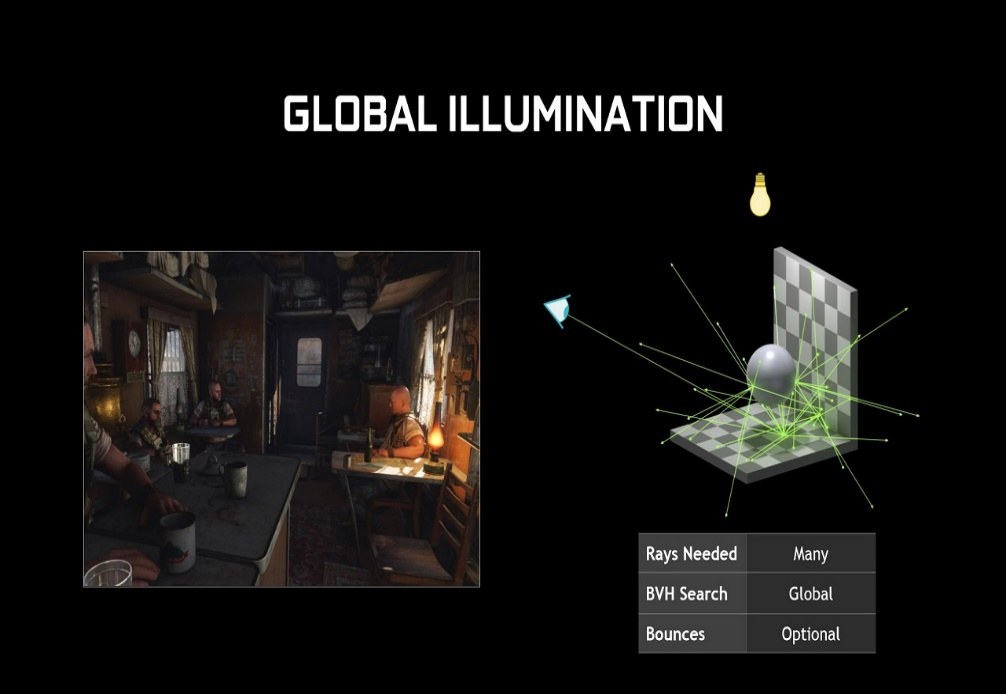 GLOBAL ILLUMINATION
Rays Needed Many
BVH Search Global
Bounces Optional